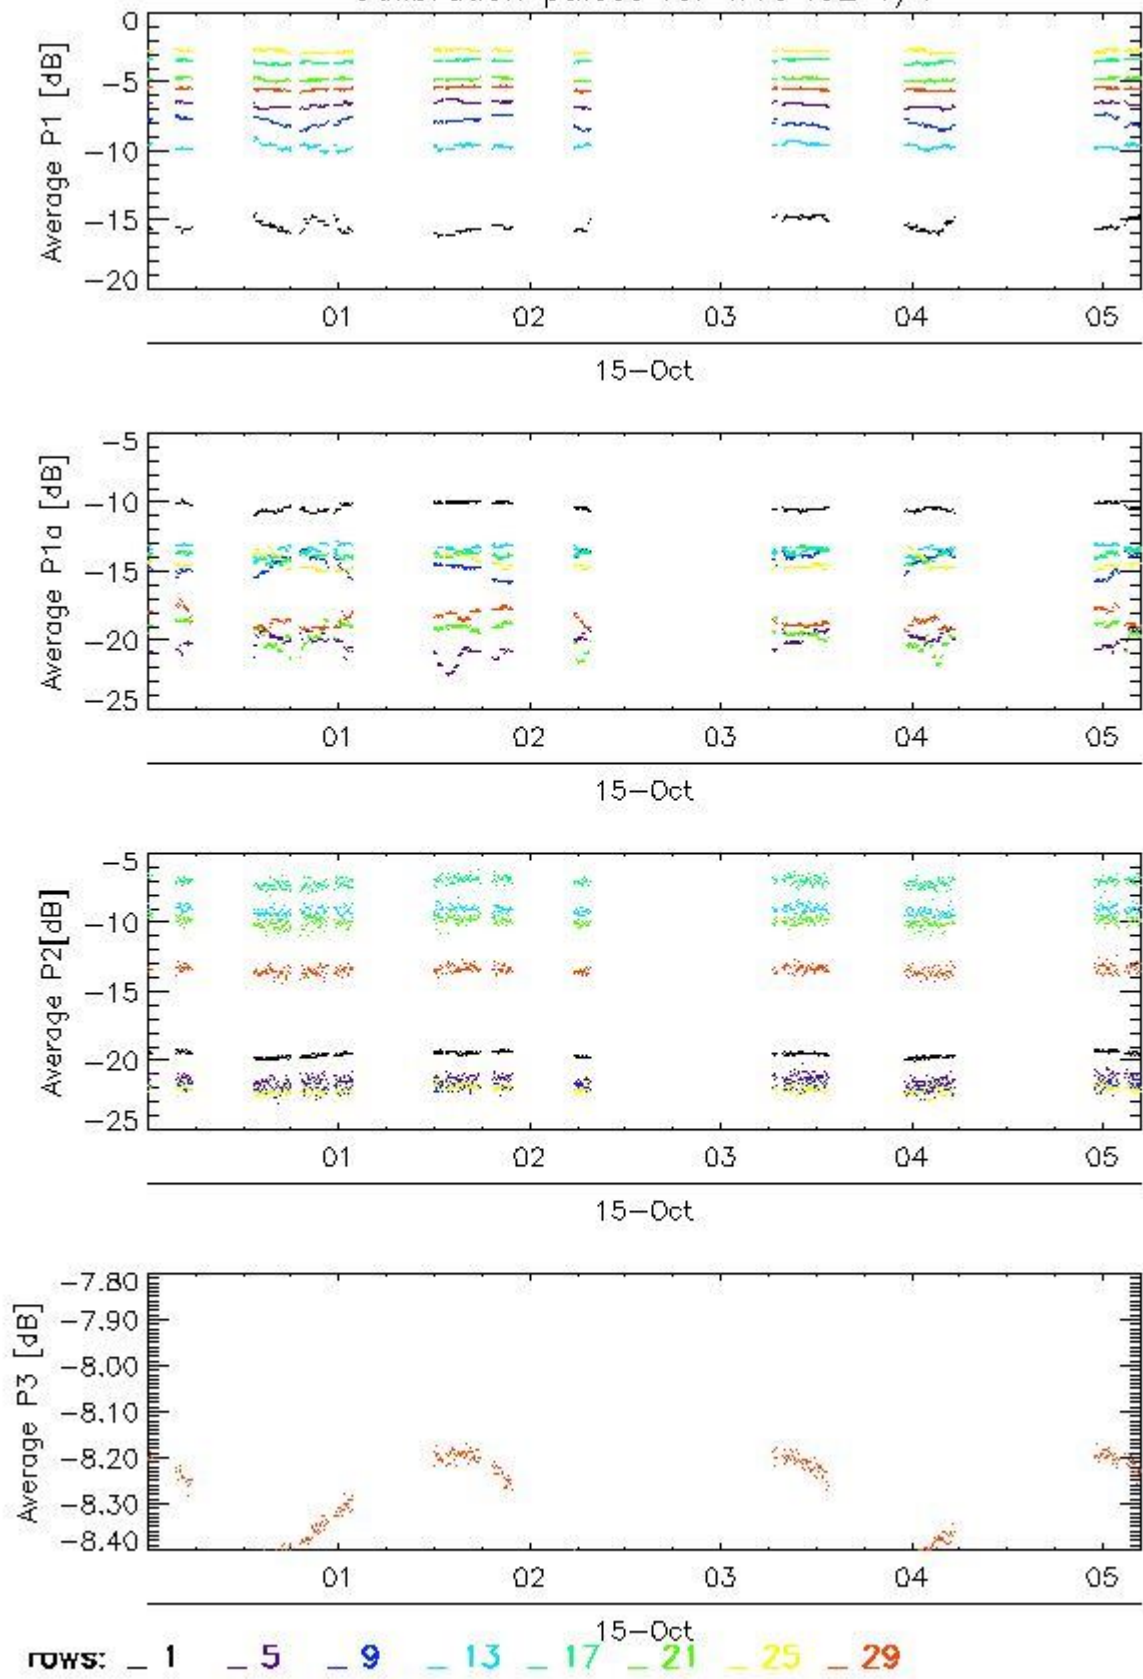 0
−5
−10
−15
−20
Average P1 [dB]
01 02 03 04 05
15−Oct
−5
−10
−15
−20
−25
Average P1a [dB]
01 02 03 04 05
15−Oct
−5
−10
−15
−20
−25
Average P2[dB]
01 02 03 04 05
15−Oct
−7.80
−7.90
−8.00
−8.10
−8.20
−8.30
−8.40
Average P3 [dB]
01 02 03 04 05
15−Oct
rows: _ 1 _ 5 _ 9 _ 13 _ 17 _ 21 _ 25 _ 29